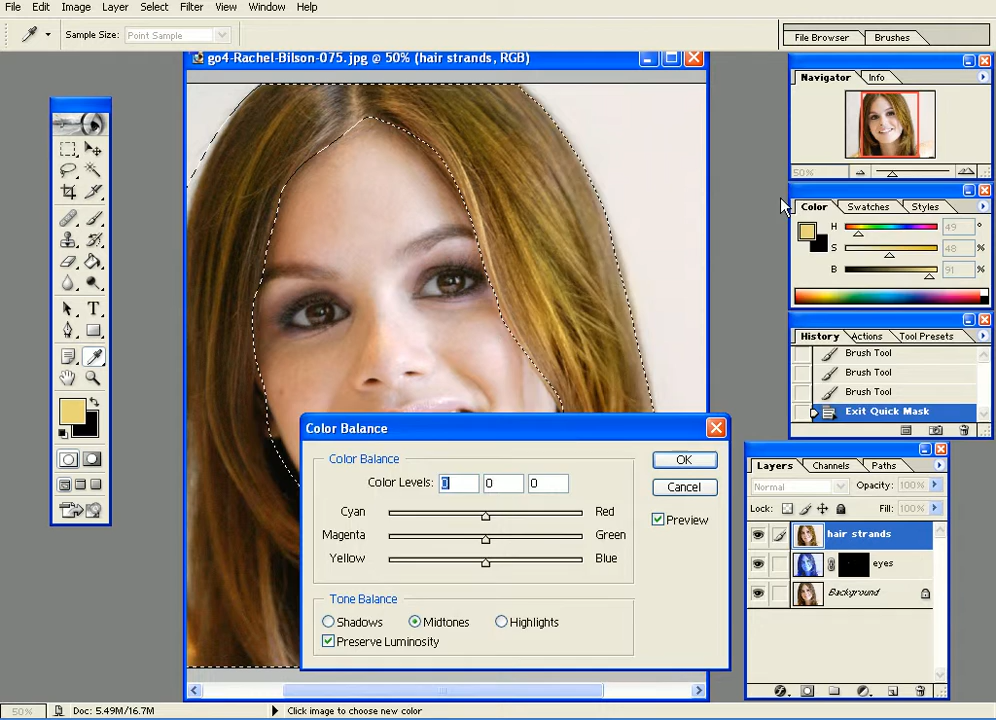 File Edit Image Layer Select Filter View Window Help
Sample Size: Point Sample
File Browser Brushes
go4-Rachel-Bilson-075.jpg @ 50% (hair strands, RGB)
Navigator Info
50%
Color Swatches Styles
H 49 °
S 48 %
B 91 %
History Actions Tool Presets
Brush Tool
Brush Tool
Brush Tool
Exit Quick Mask
T
Color Balance
Color Balance
Color Levels: 0 0 0
Cyan Red
Magenta Green
Yellow Blue
OK
Cancel
Preview
Tone Balance
Shadows Midtones Highlights
Preserve Luminosity
Layers Channels Paths
Normal Opacity: 100%
Lock: Fill: 100%
hair strands
eyes
Background
50% Doc: 5.49M/16.7M Click image to choose new color